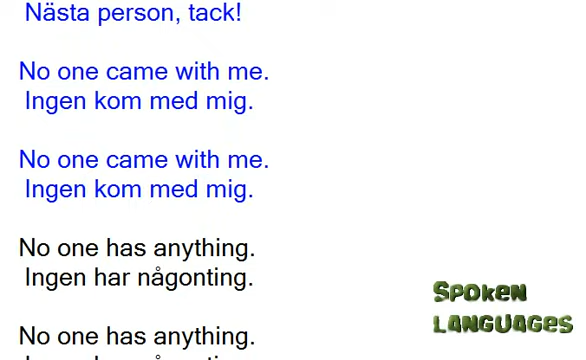 Nästa person, tack!
No one came with me.
Ingen kom med mig.
No one came with me.
Ingen kom med mig.
No one has anything.
Ingen har någonting.
No one has anything.
SPOKEN
LANGUAGES